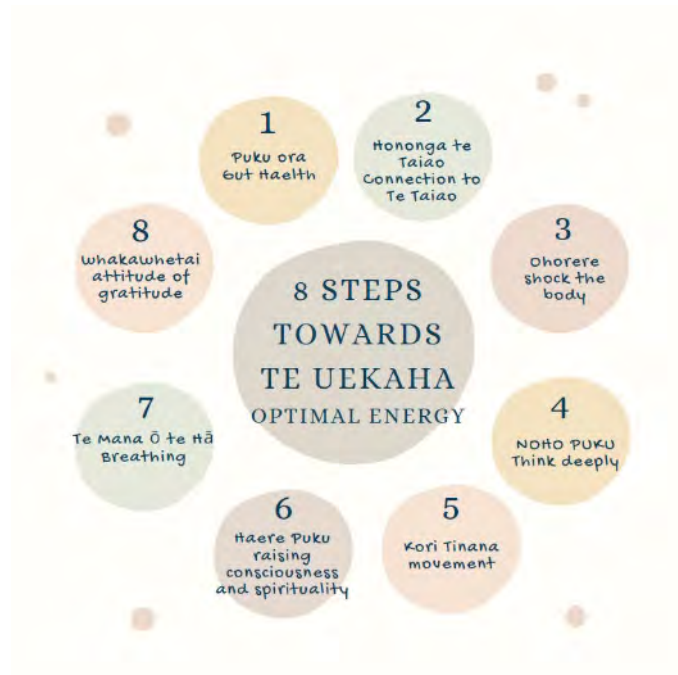 8 STEPS
TOWARDS
TE UEKAHA
OPTIMAL ENERGY
1
Puku ora
Gut Haelth
2
Hononga te
Taiao
Connection to
Te Taiao
3
Ohorere
shock the
body
4
NOHO PUKU
Think deeply
5
Kori Tinana
movement
6
Haere Puku
raising
consciousness
and spirituality
7
Te Mana Ō te Hā
Breathing
8
Whakawhetai
attitude of
gratitude